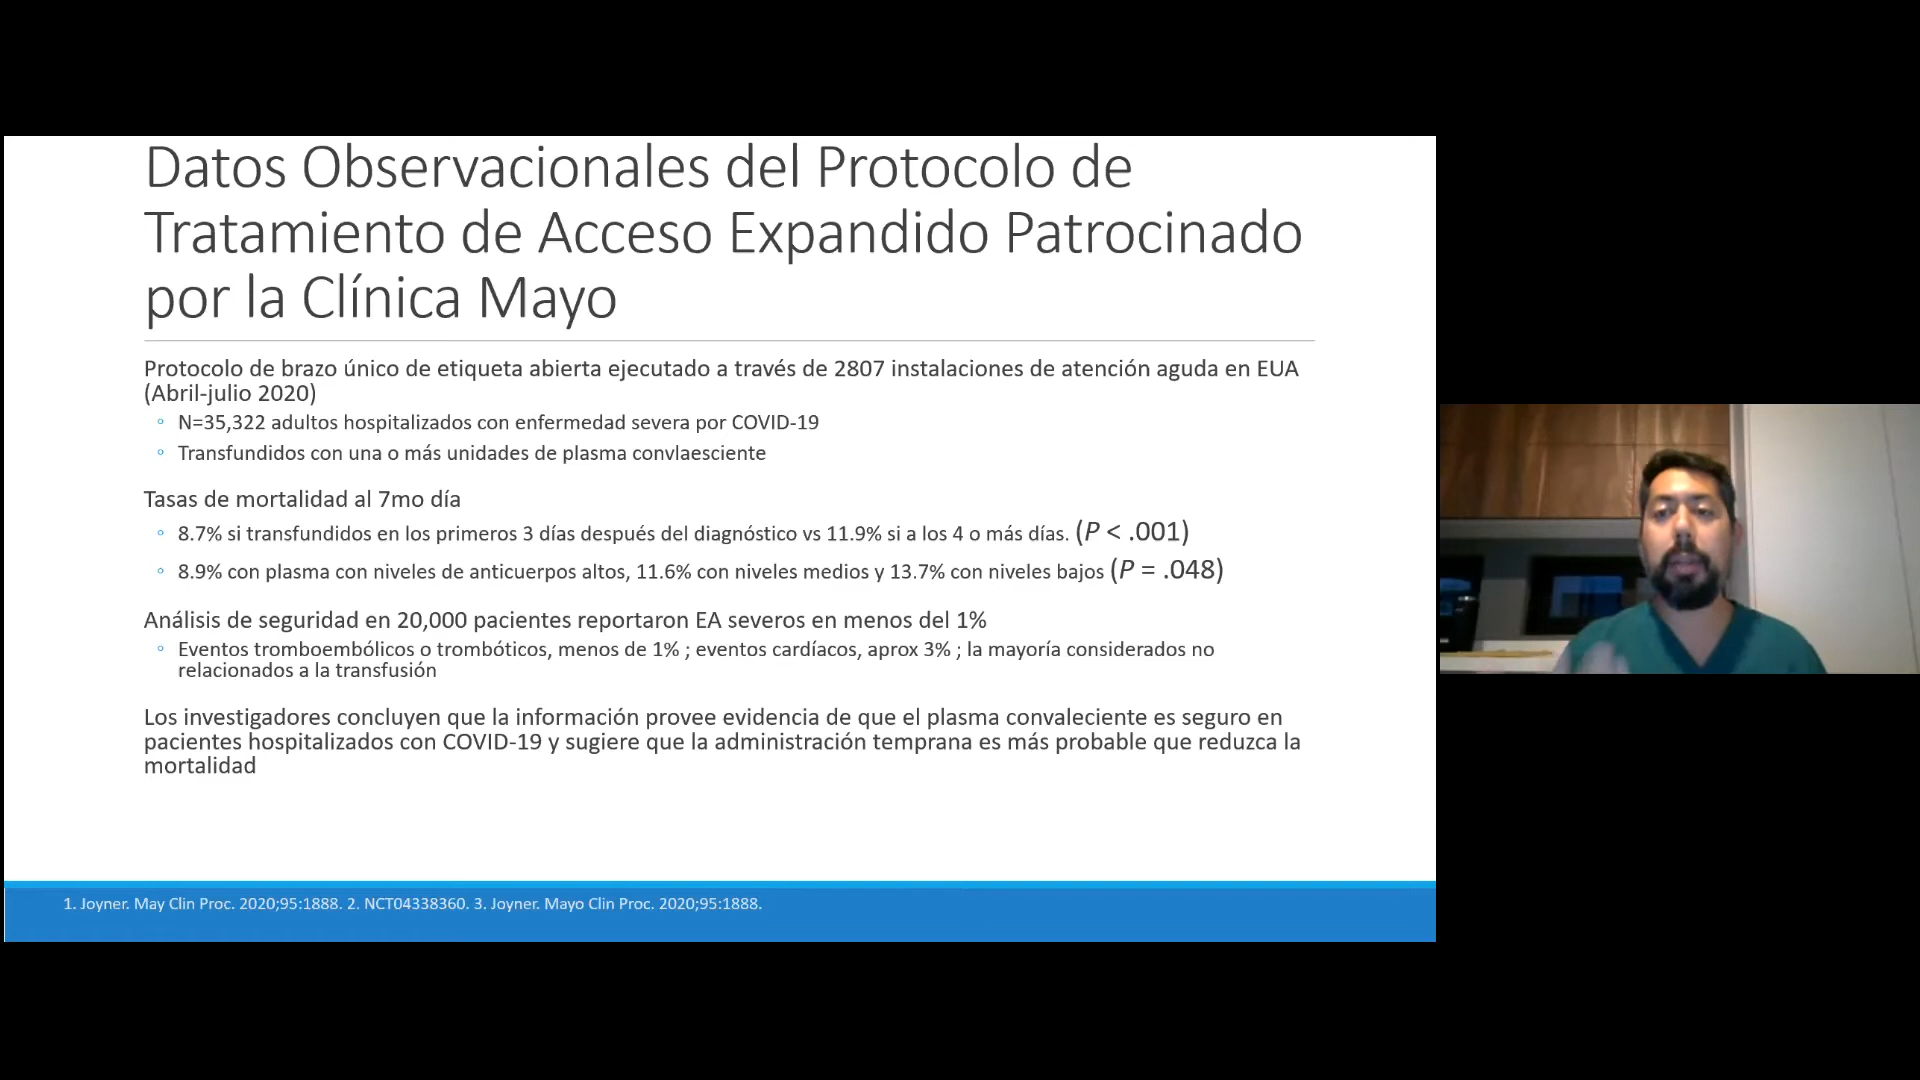 Datos Observacionales del Protocolo de
Tratamiento de Acceso Expandido Patrocinado
por la Clínica Mayo
Protocolo de brazo único de etiqueta abierta ejecutado a través de 2807 instalaciones de atención aguda en EUA
(Abril-julio 2020)
◦ N=35,322 adultos hospitalizados con enfermedad severa por COVID-19
◦ Transfundidos con una o más unidades de plasma convlaesciente
Tasas de mortalidad al 7mo día
◦ 8.7% si transfundidos en los primeros 3 días después del diagnóstico vs 11.9% si a los 4 o más días. (P < .001)
◦ 8.9% con plasma con niveles de anticuerpos altos, 11.6% con niveles medios y 13.7% con niveles bajos (P = .048)
Análisis de seguridad en 20,000 pacientes reportaron EA severos en menos del 1%
◦ Eventos tromboembólicos o trombóticos, menos de 1% ; eventos cardíacos, aprox 3% ; la mayoría considerados no
relacionados a la transfusión
Los investigadores concluyen que la información provee evidencia de que el plasma convaleciente es seguro en
pacientes hospitalizados con COVID-19 y sugiere que la administración temprana es más probable que reduzca la
mortalidad
1. Joyner. May Clin Proc. 2020;95:1888. 2. NCT04338360. 3. Joyner. Mayo Clin Proc. 2020;95:1888.